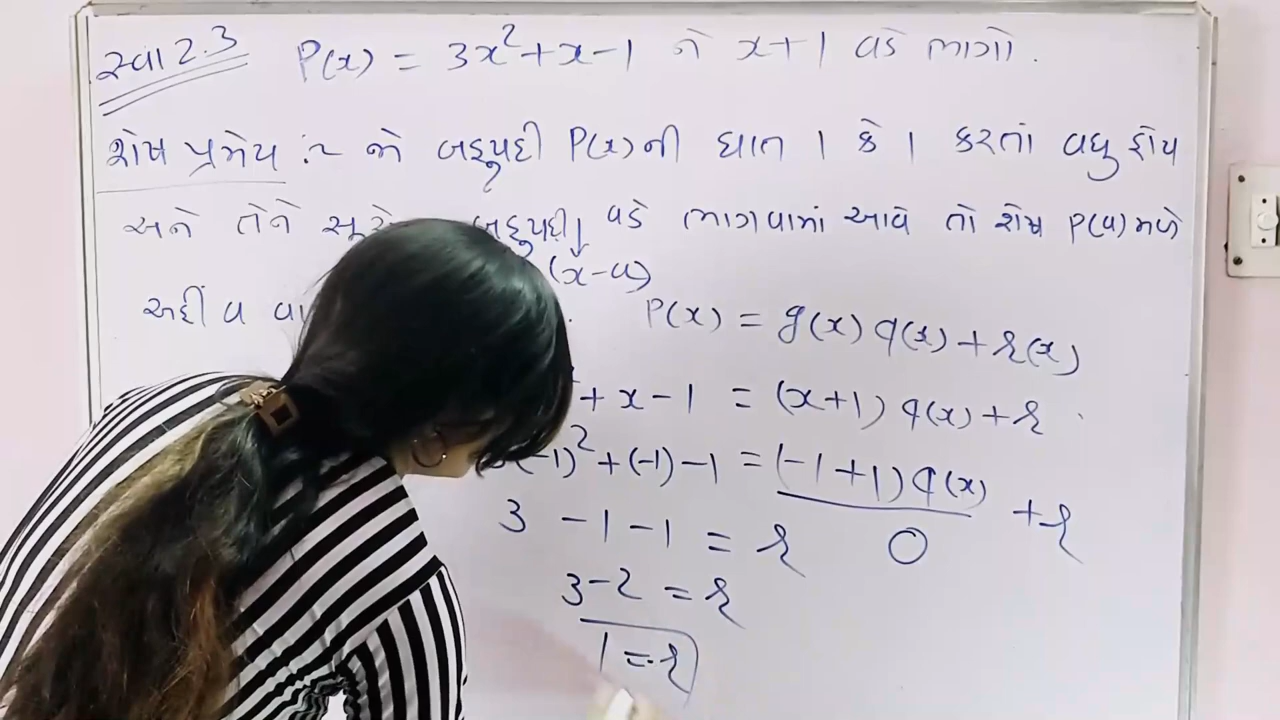 સ્વા 2.3 P(x) = 3x²+x-1 ને x+1 વડે ભાગો.
શેષ પ્રમેય :~ જો બહુપદી P(x)ની ઘાત 1 કે 1 કરતાં વધુ હોય
અને તેને બહુપદી વડે ભાગવામાં આવે તો શેષ P(a) મળે
(x-a)
અહીં a
P(x) = g(x) q(x) + r(x)
+ x - 1 = (x+1) q(x) + r
(-1)² + (-1) - 1 = (-1+1) q(x) + r
3 -1 -1 = r 0
3-2 = r
1 = r